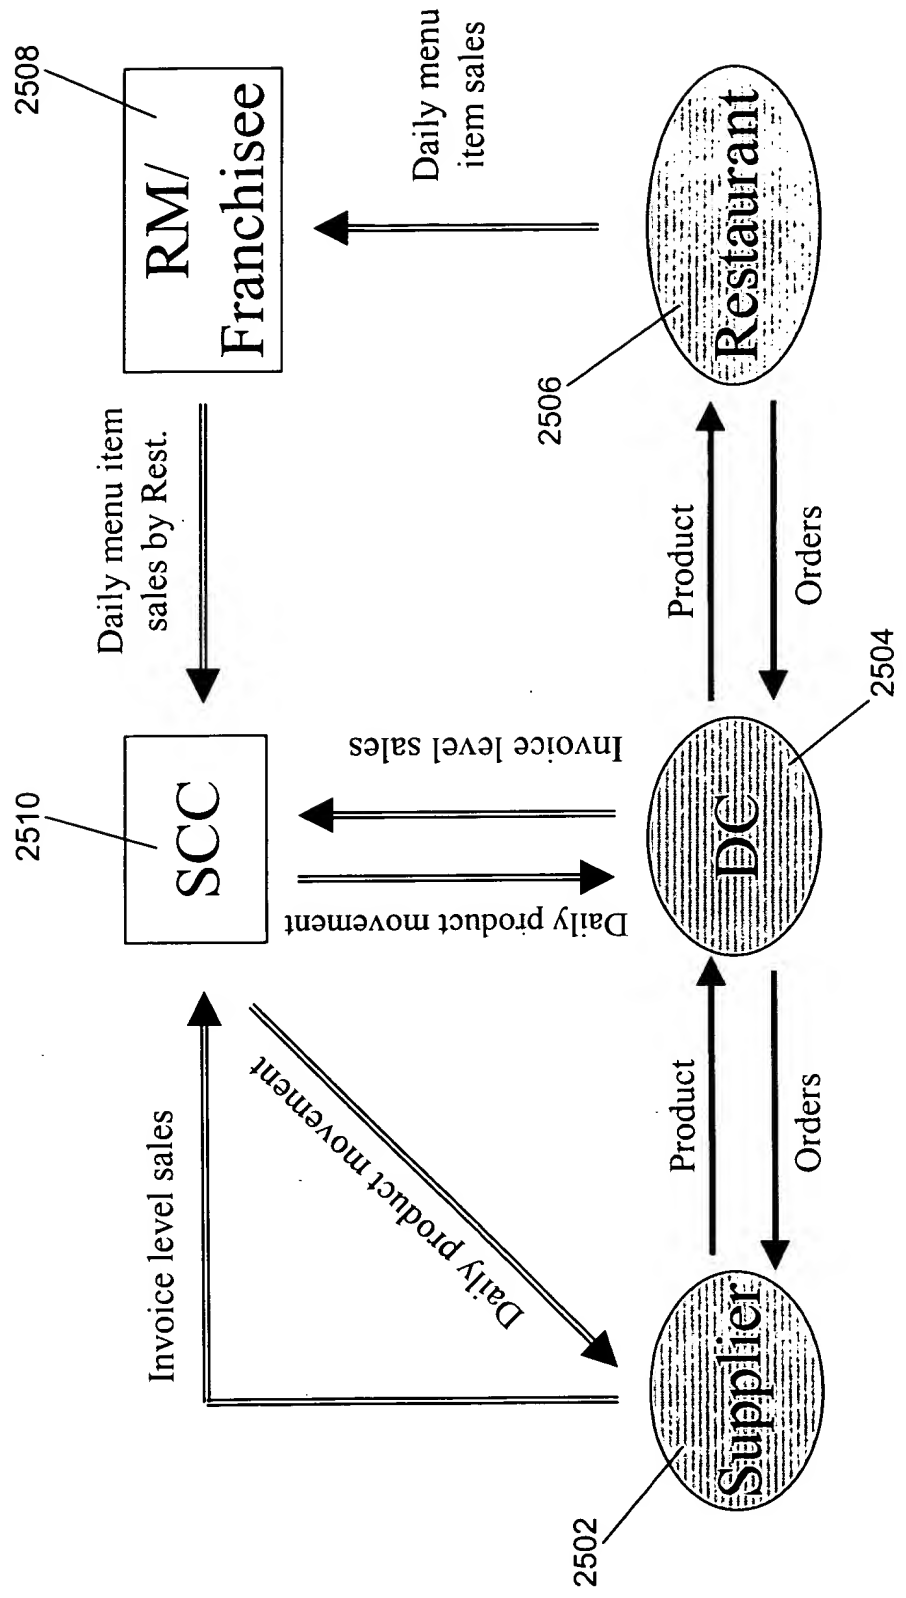 2510
2508
SCC
RM/
Franchisee
Daily menu item
sales by Rest.
Invoice level sales
Daily product movement
Daily product movement
Invoice level sales
Daily menu
item sales
2502
2506
Supplier
Product
Orders
DC
Product
Orders
Restaurant
2504